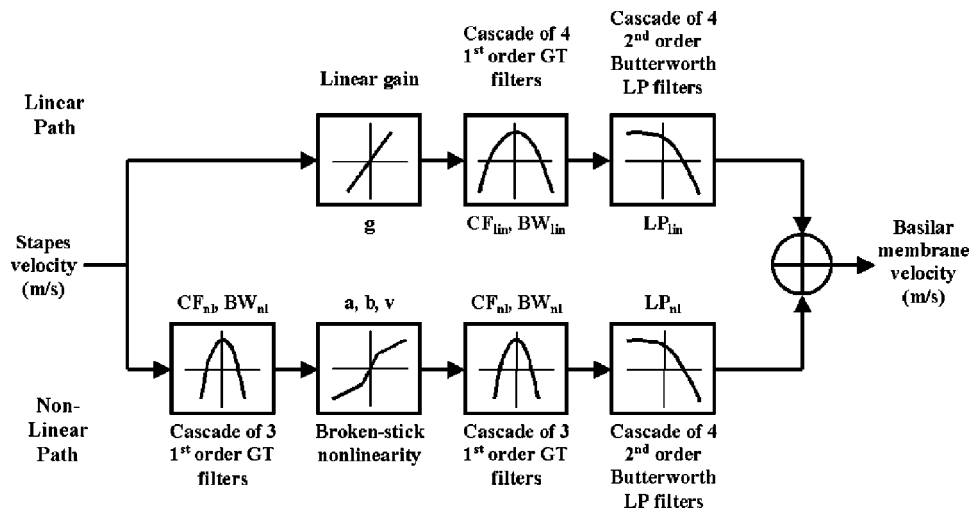 Linear
Path
Linear gain
Cascade of 4
1st order GT
filters
Cascade of 4
2nd order
Butterworth
LP filters
g
CFlin, BWlin
LPlin
Stapes
velocity
(m/s)
Basilar
membrane
velocity
(m/s)
CFnl, BWnl
a, b, v
CFnl, BWnl
LPnl
Non-
Linear
Path
Cascade of 3
1st order GT
filters
Broken-stick
nonlinearity
Cascade of 3
1st order GT
filters
Cascade of 4
2nd order
Butterworth
LP filters